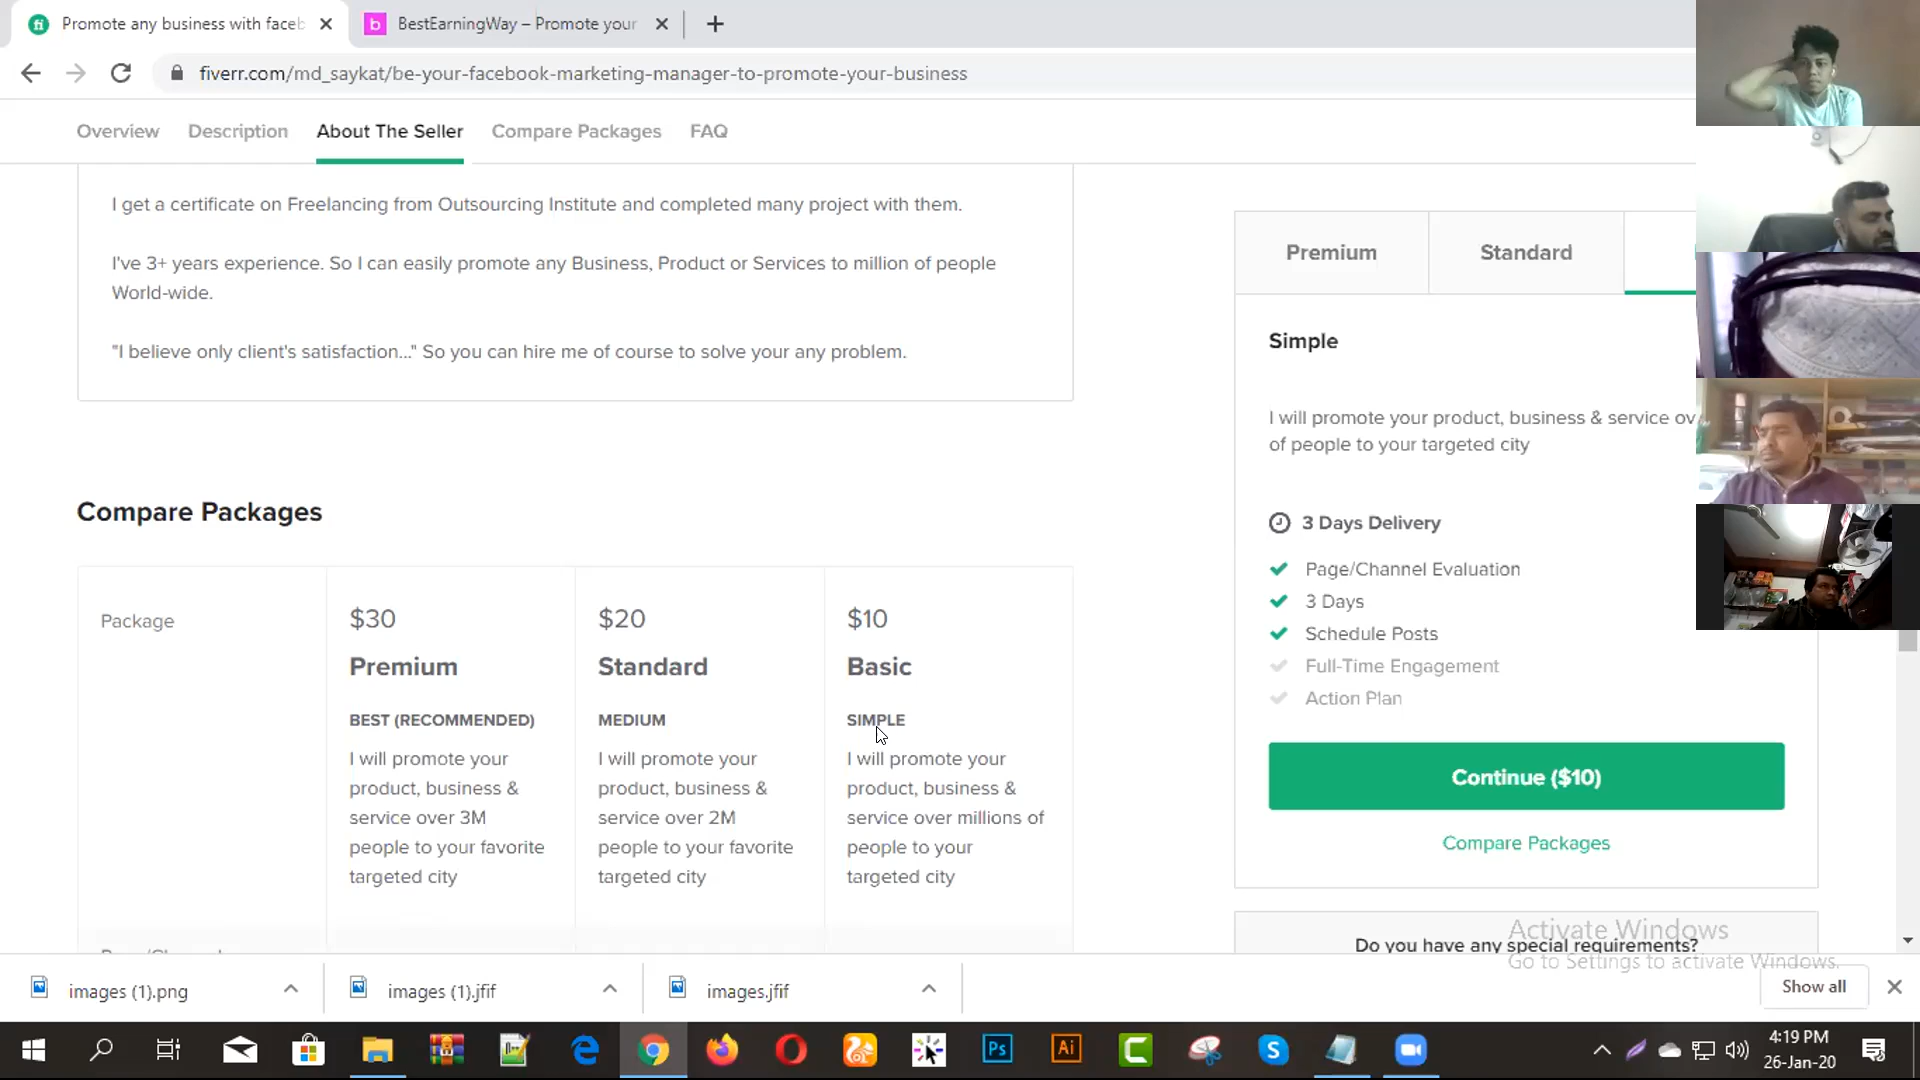 Promote any business with faceb
BestEarningWay – Promote your
fiverr.com/md_saykat/be-your-facebook-marketing-manager-to-promote-your-business
Overview
Description
About The Seller
Compare Packages
FAQ
I get a certificate on Freelancing from Outsourcing Institute and completed many project with them.
I've 3+ years experience. So I can easily promote any Business, Product or Services to million of people
World-wide.
"I believe only client's satisfaction..." So you can hire me of course to solve your any problem.
Compare Packages
Package
$30
Premium
BEST (RECOMMENDED)
I will promote your
product, business &
service over 3M
people to your favorite
targeted city
$20
Standard
MEDIUM
I will promote your
product, business &
service over 2M
people to your favorite
targeted city
$10
Basic
SIMPLE
I will promote your
product, business &
service over millions of
people to your
targeted city
Premium
Standard
Simple
I will promote your product, business & service ov
of people to your targeted city
3 Days Delivery
Page/Channel Evaluation
3 Days
Schedule Posts
Full-Time Engagement
Action Plan
Continue ($10)
Compare Packages
Do you have any special requirements?
Activate Windows
Go to Settings to activate Windows.
images (1).png
images (1).jfif
images.jfif
Show all
Ps
Ai
4:19 PM
26-Jan-20